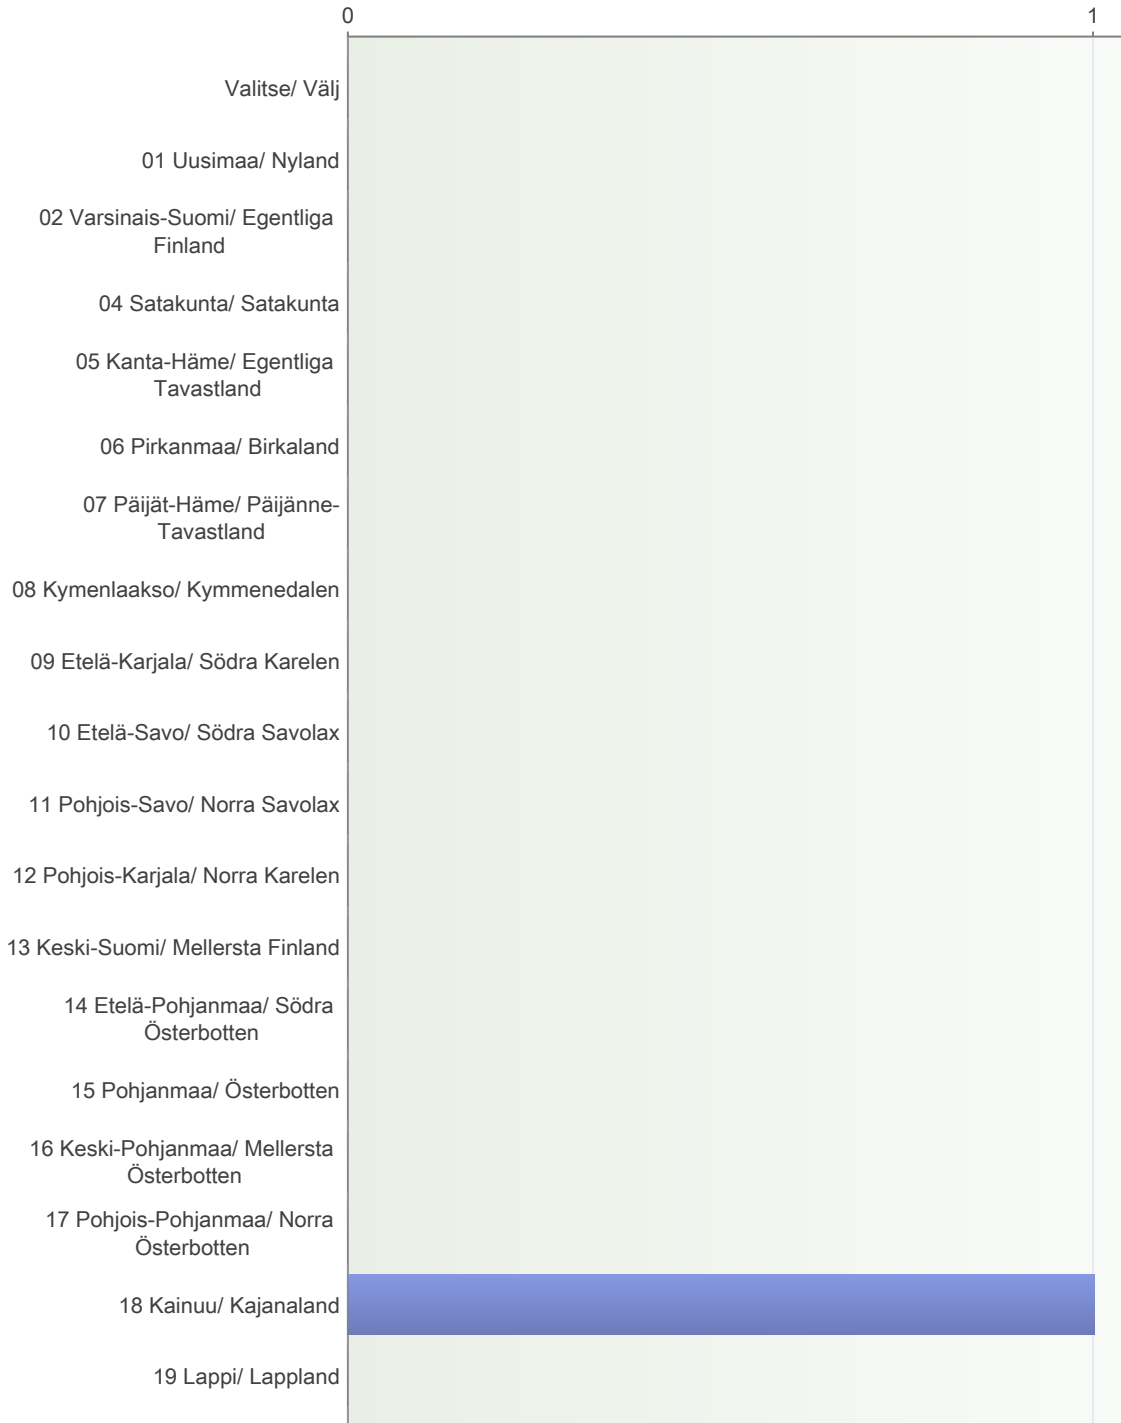 0 1
Valitse/ Välj
01 Uusimaa/ Nyland
02 Varsinais-Suomi/ Egentliga
Finland
04 Satakunta/ Satakunta
05 Kanta-Häme/ Egentliga
Tavastland
06 Pirkanmaa/ Birkaland
07 Päijät-Häme/ Päijänne-
Tavastland
08 Kymenlaakso/ Kymmenedalen
09 Etelä-Karjala/ Södra Karelen
10 Etelä-Savo/ Södra Savolax
11 Pohjois-Savo/ Norra Savolax
12 Pohjois-Karjala/ Norra Karelen
13 Keski-Suomi/ Mellersta Finland
14 Etelä-Pohjanmaa/ Södra
Österbotten
15 Pohjanmaa/ Österbotten
16 Keski-Pohjanmaa/ Mellersta
Österbotten
17 Pohjois-Pohjanmaa/ Norra
Österbotten
18 Kainuu/ Kajanaland
19 Lappi/ Lappland